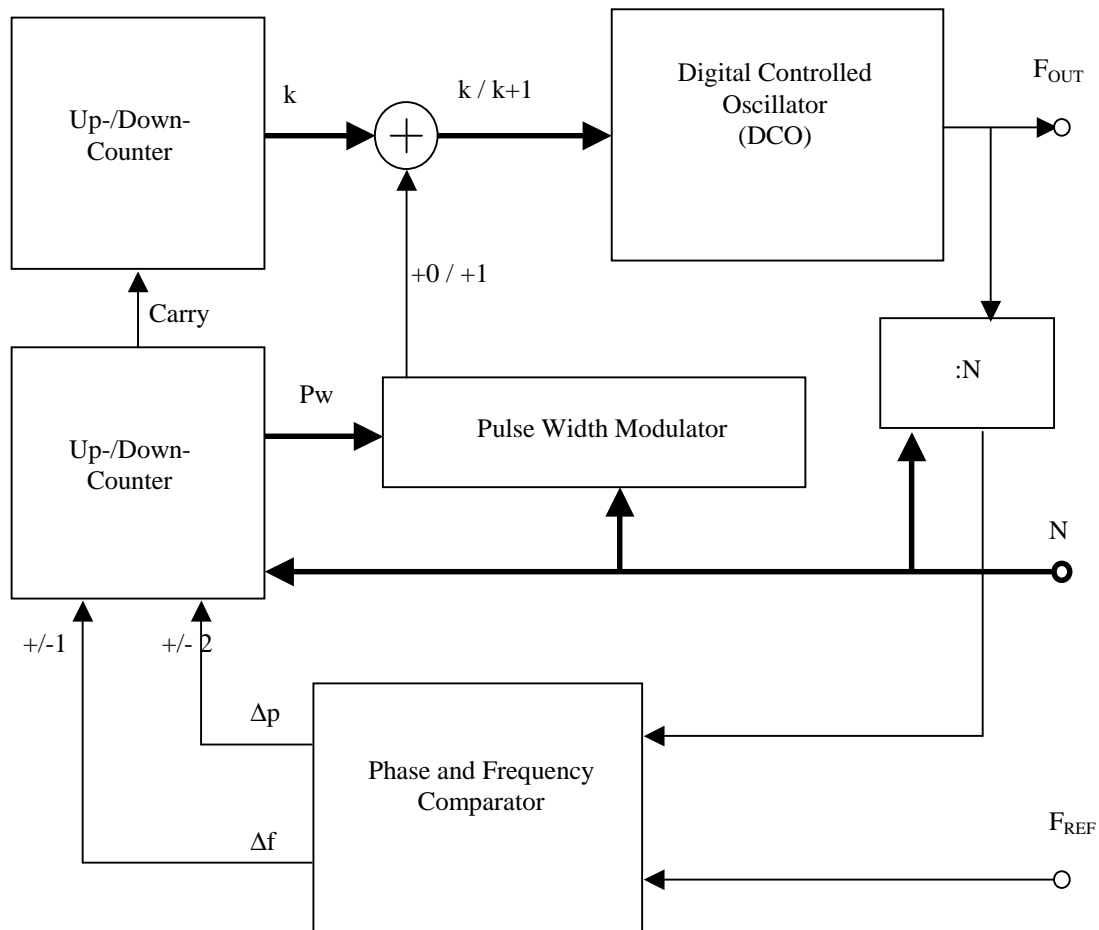 Up-/Down-
Counter
k
+
k / k+1
Digital Controlled
Oscillator
(DCO)
FOUT
+0 / +1
Carry
:N
Up-/Down-
Counter
Pw
Pulse Width Modulator
N
+/-1
+/- 2
Δp
Phase and Frequency
Comparator
Δf
FREF